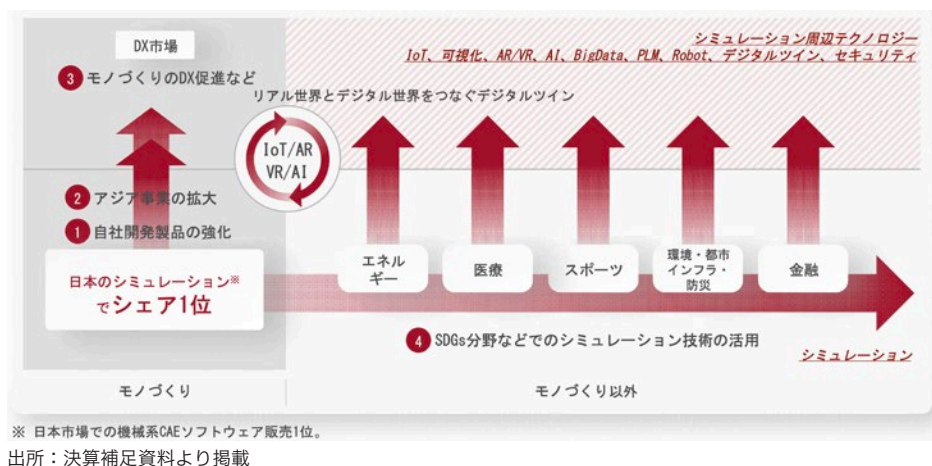 DX市場
シミュレーション周辺テクノロジー
IoT、可視化、AR/VR、AI、BigData、PLM、Robot、デジタルツイン、セキュリティ
3 モノづくりのDX促進など
リアル世界とデジタル世界をつなぐデジタルツイン
IoT/AR
VR/AI
2 アジア事業の拡大
1 自社開発製品の強化
日本のシミュレーション※
でシェア1位
エネル
ギー
医療
スポーツ
環境・都市
インフラ・
防災
金融
4 SDGs分野などでのシミュレーション技術の活用
シミュレーション
モノづくり
モノづくり以外
※ 日本市場での機械系CAEソフトウェア販売1位。
出所：決算補足資料より掲載